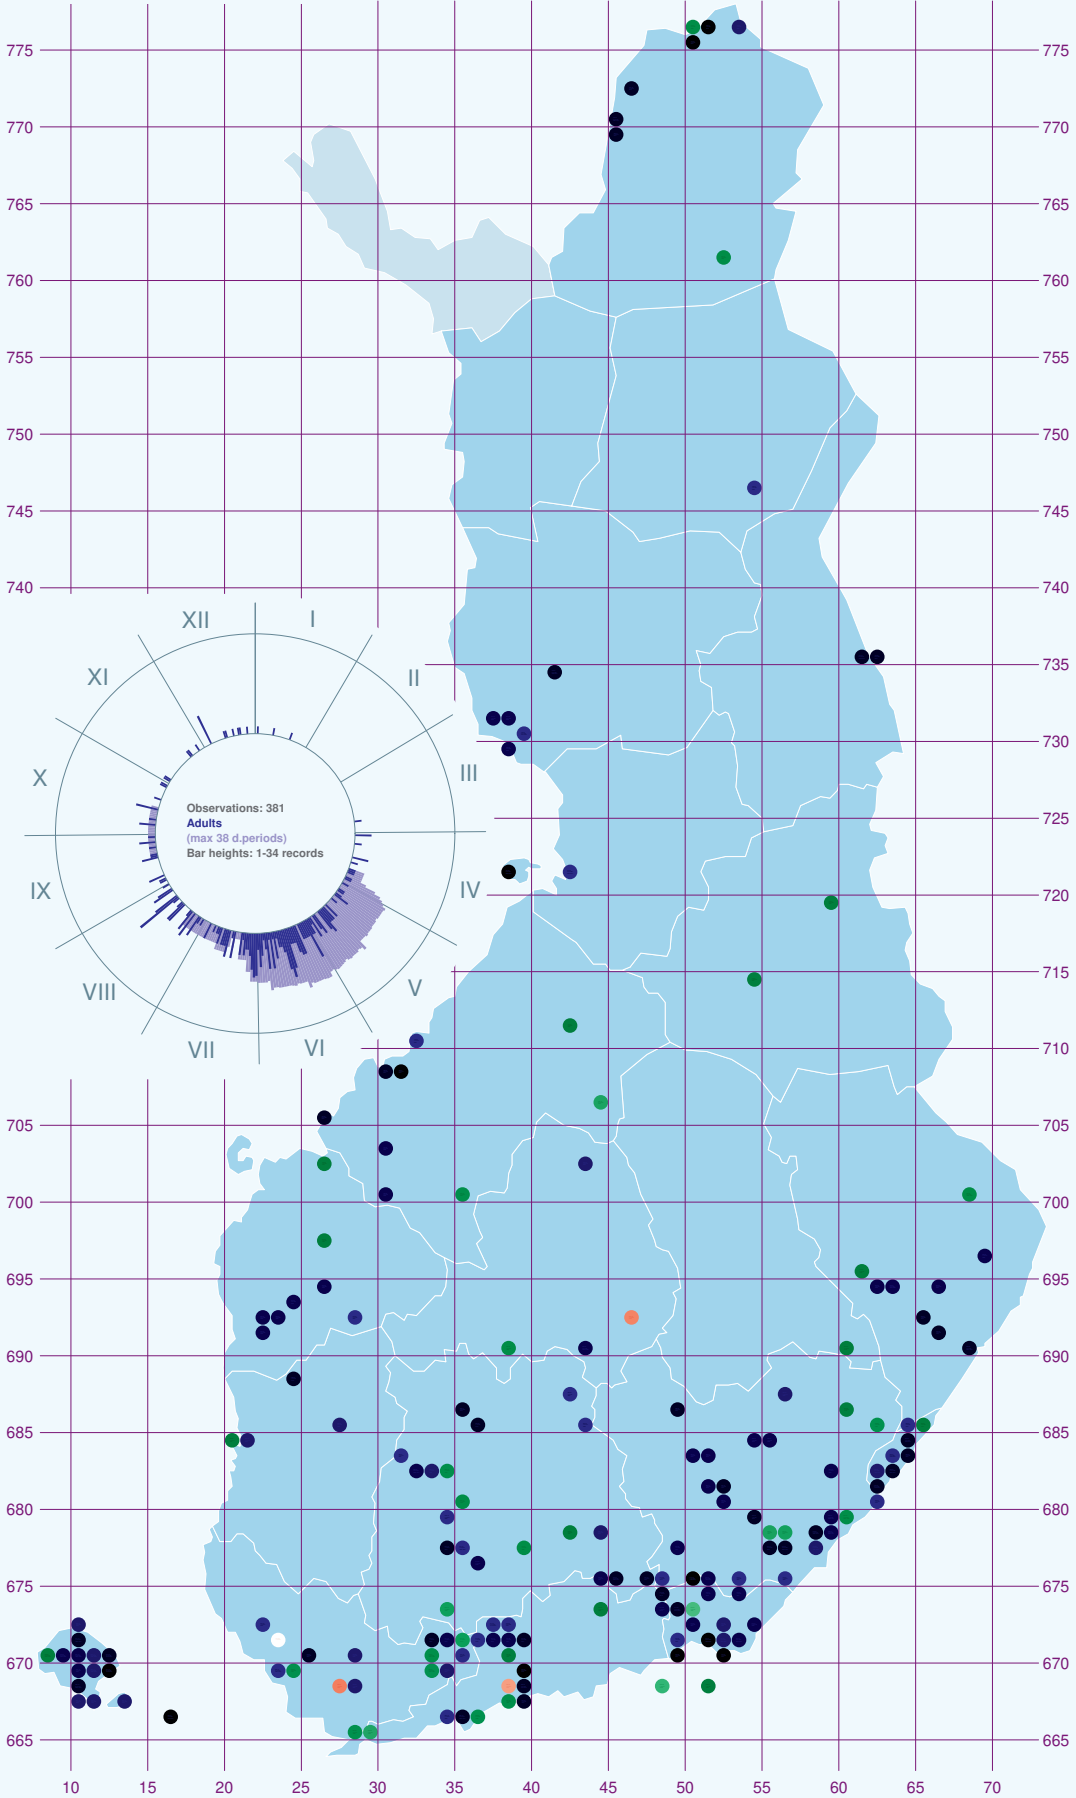 775 775
770 770
765 765
760 760
755 755
750 750
745 745
740 740
XII I
XI II
735
730
X III
Observations: 381
Adults
(max 38 d.periods)
Bar heights: 1-34 records
725
IX IV
720
715
VIII V
VII VI
710
705 705
700 700
695 695
690 690
685 685
680 680
675 675
670 670
665 665
10 15 20 25 30 35 40 45 50 55 60 65 70